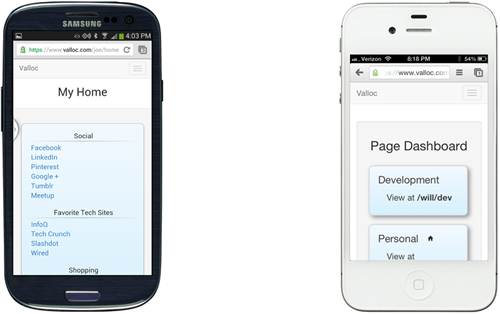 SAMSUNG
4:03 PM
https://www.valloc.com/joe/home
Valloc
My Home
Social
Facebook
LinkedIn
Pinterest
Google +
Tumblr
Meetup
Favorite Tech Sites
InfoQ
Tech Crunch
Slashdot
Wired
Shopping
Verizon 8:18 PM 54%
www.valloc.com
Valloc
Page Dashboard
Development
View at /will/dev
Personal
View at